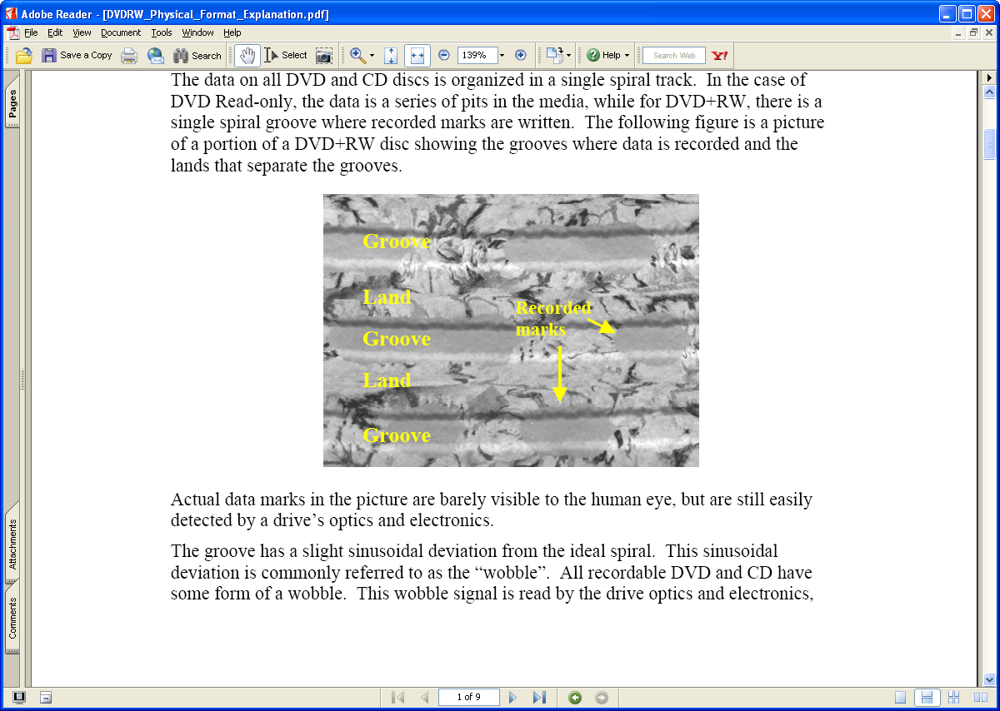 Adobe Reader - [DVDRW_Physical_Format_Explanation.pdf]
File Edit View Document Tools Window Help
Save a Copy Search Select 139% Help Search Web Y!
Pages
The data on all DVD and CD discs is organized in a single spiral track. In the case of
DVD Read-only, the data is a series of pits in the media, while for DVD+RW, there is a
single spiral groove where recorded marks are written. The following figure is a picture
of a portion of a DVD+RW disc showing the grooves where data is recorded and the
lands that separate the grooves.
Groove
Land
Recorded
marks
Groove
Land
Groove
Actual data marks in the picture are barely visible to the human eye, but are still easily
detected by a drive’s optics and electronics.
The groove has a slight sinusoidal deviation from the ideal spiral. This sinusoidal
deviation is commonly referred to as the “wobble”. All recordable DVD and CD have
some form of a wobble. This wobble signal is read by the drive optics and electronics,
Attachments
Comments
1 of 9